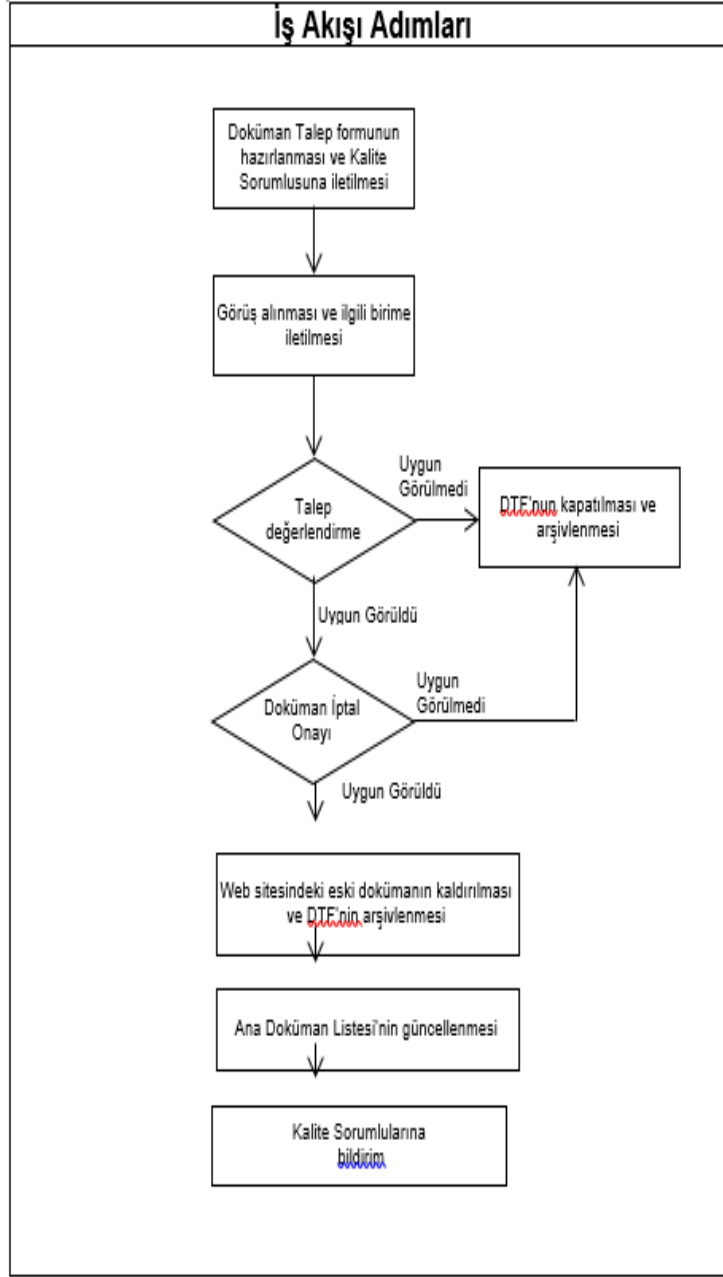 İş Akışı Adımları
Doküman Talep formunun
hazırlanması ve Kalite
Sorumlusuna iletilmesi
Görüş alınması ve ilgili birime
iletilmesi
Talep
değerlendirme
Uygun
Görülmedi
DTF'nun kapatılması ve
arşivlenmesi
Uygun Görüldü
Doküman İptal
Onayı
Uygun
Görülmedi
Uygun Görüldü
Web sitesindeki eski dokümanın kaldırılması
ve DTF'nin arşivlenmesi
Ana Doküman Listesi'nin güncellenmesi
Kalite Sorumlularına
bildirim